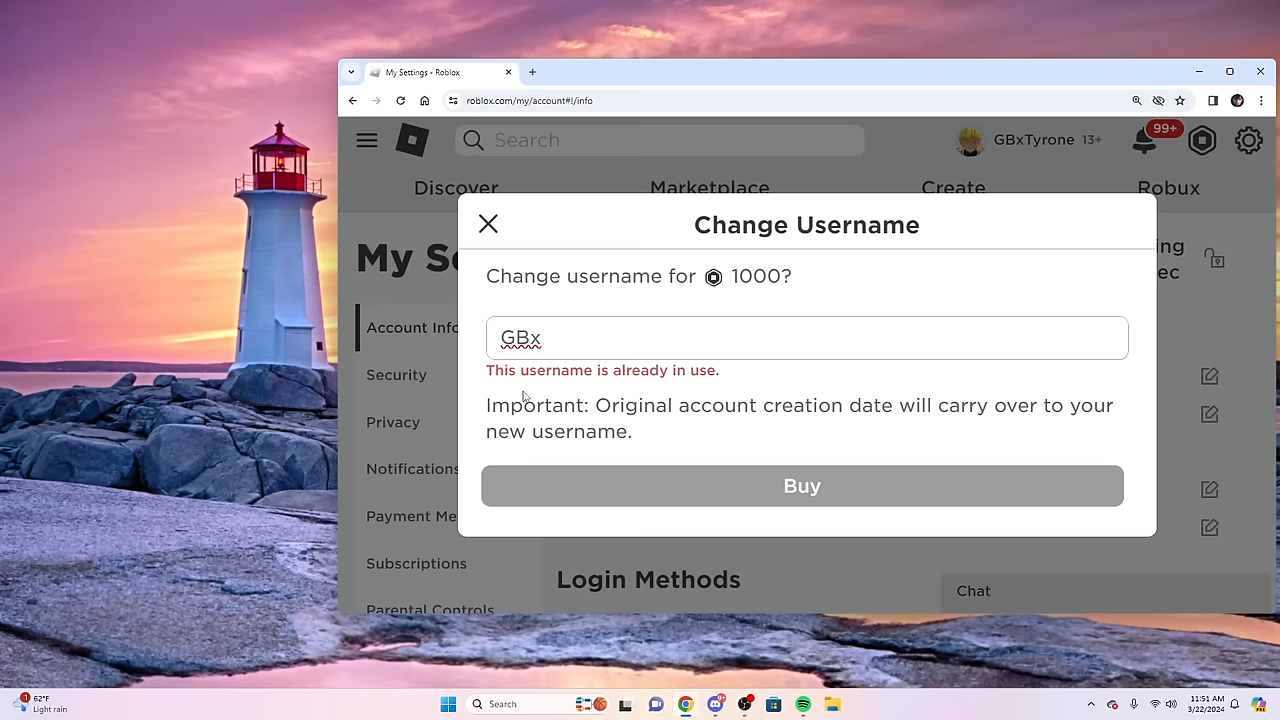 My Settings - Roblox
roblox.com/my/account#!/info
Search
GBxTyrone 13+
99+
Discover Marketplace Create Robux
Change Username
My Se
ing
ec
Change username for 1000?
GBx
This username is already in use.
Important: Original account creation date will carry over to your
new username.
Buy
Account Info
Security
Privacy
Notifications
Payment Me
Subscriptions
Parental Controls
Login Methods
Chat
1
62°F
Light rain
Search
11:51 AM
3/22/2024